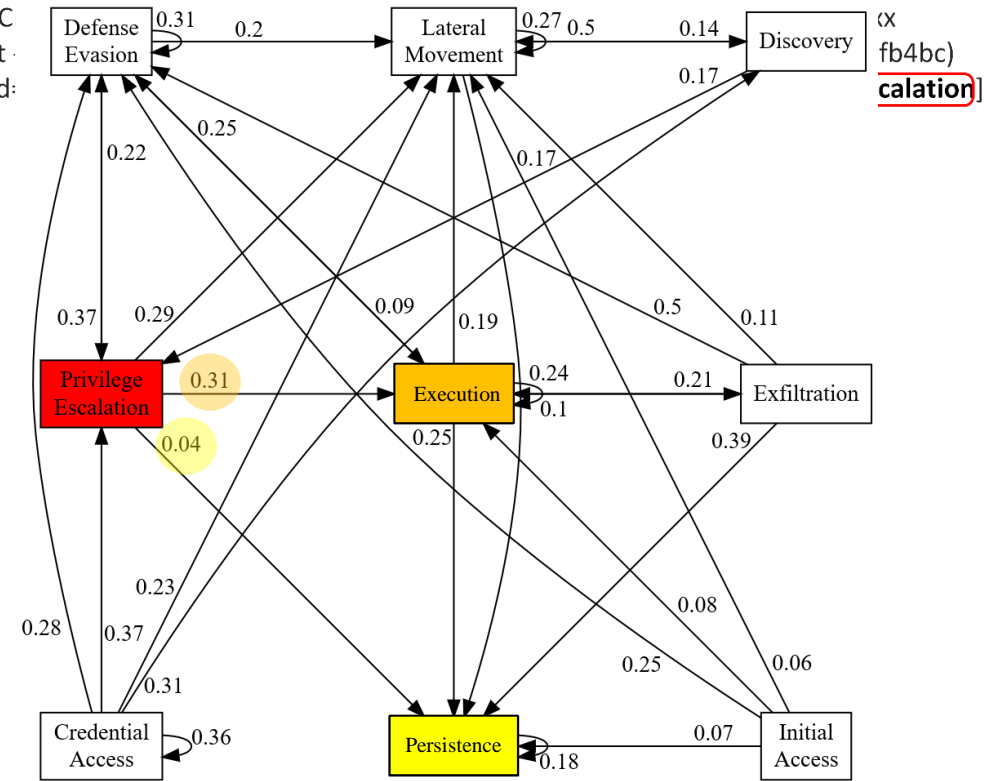 Defense
Evasion
0.31
0.2
Lateral
Movement
0.27
0.5
0.14
Discovery
xx
fb4bc)
calation]
0.17
0.25
0.22
0.17
0.37
0.29
0.09
0.19
0.5
0.11
Privilege
Escalation
0.31
Execution
0.24
0.1
0.21
Exfiltration
0.04
0.25
0.39
0.23
0.28
0.37
0.31
0.08
0.25
0.06
Credential
Access
0.36
Persistence
0.18
0.07
Initial
Access